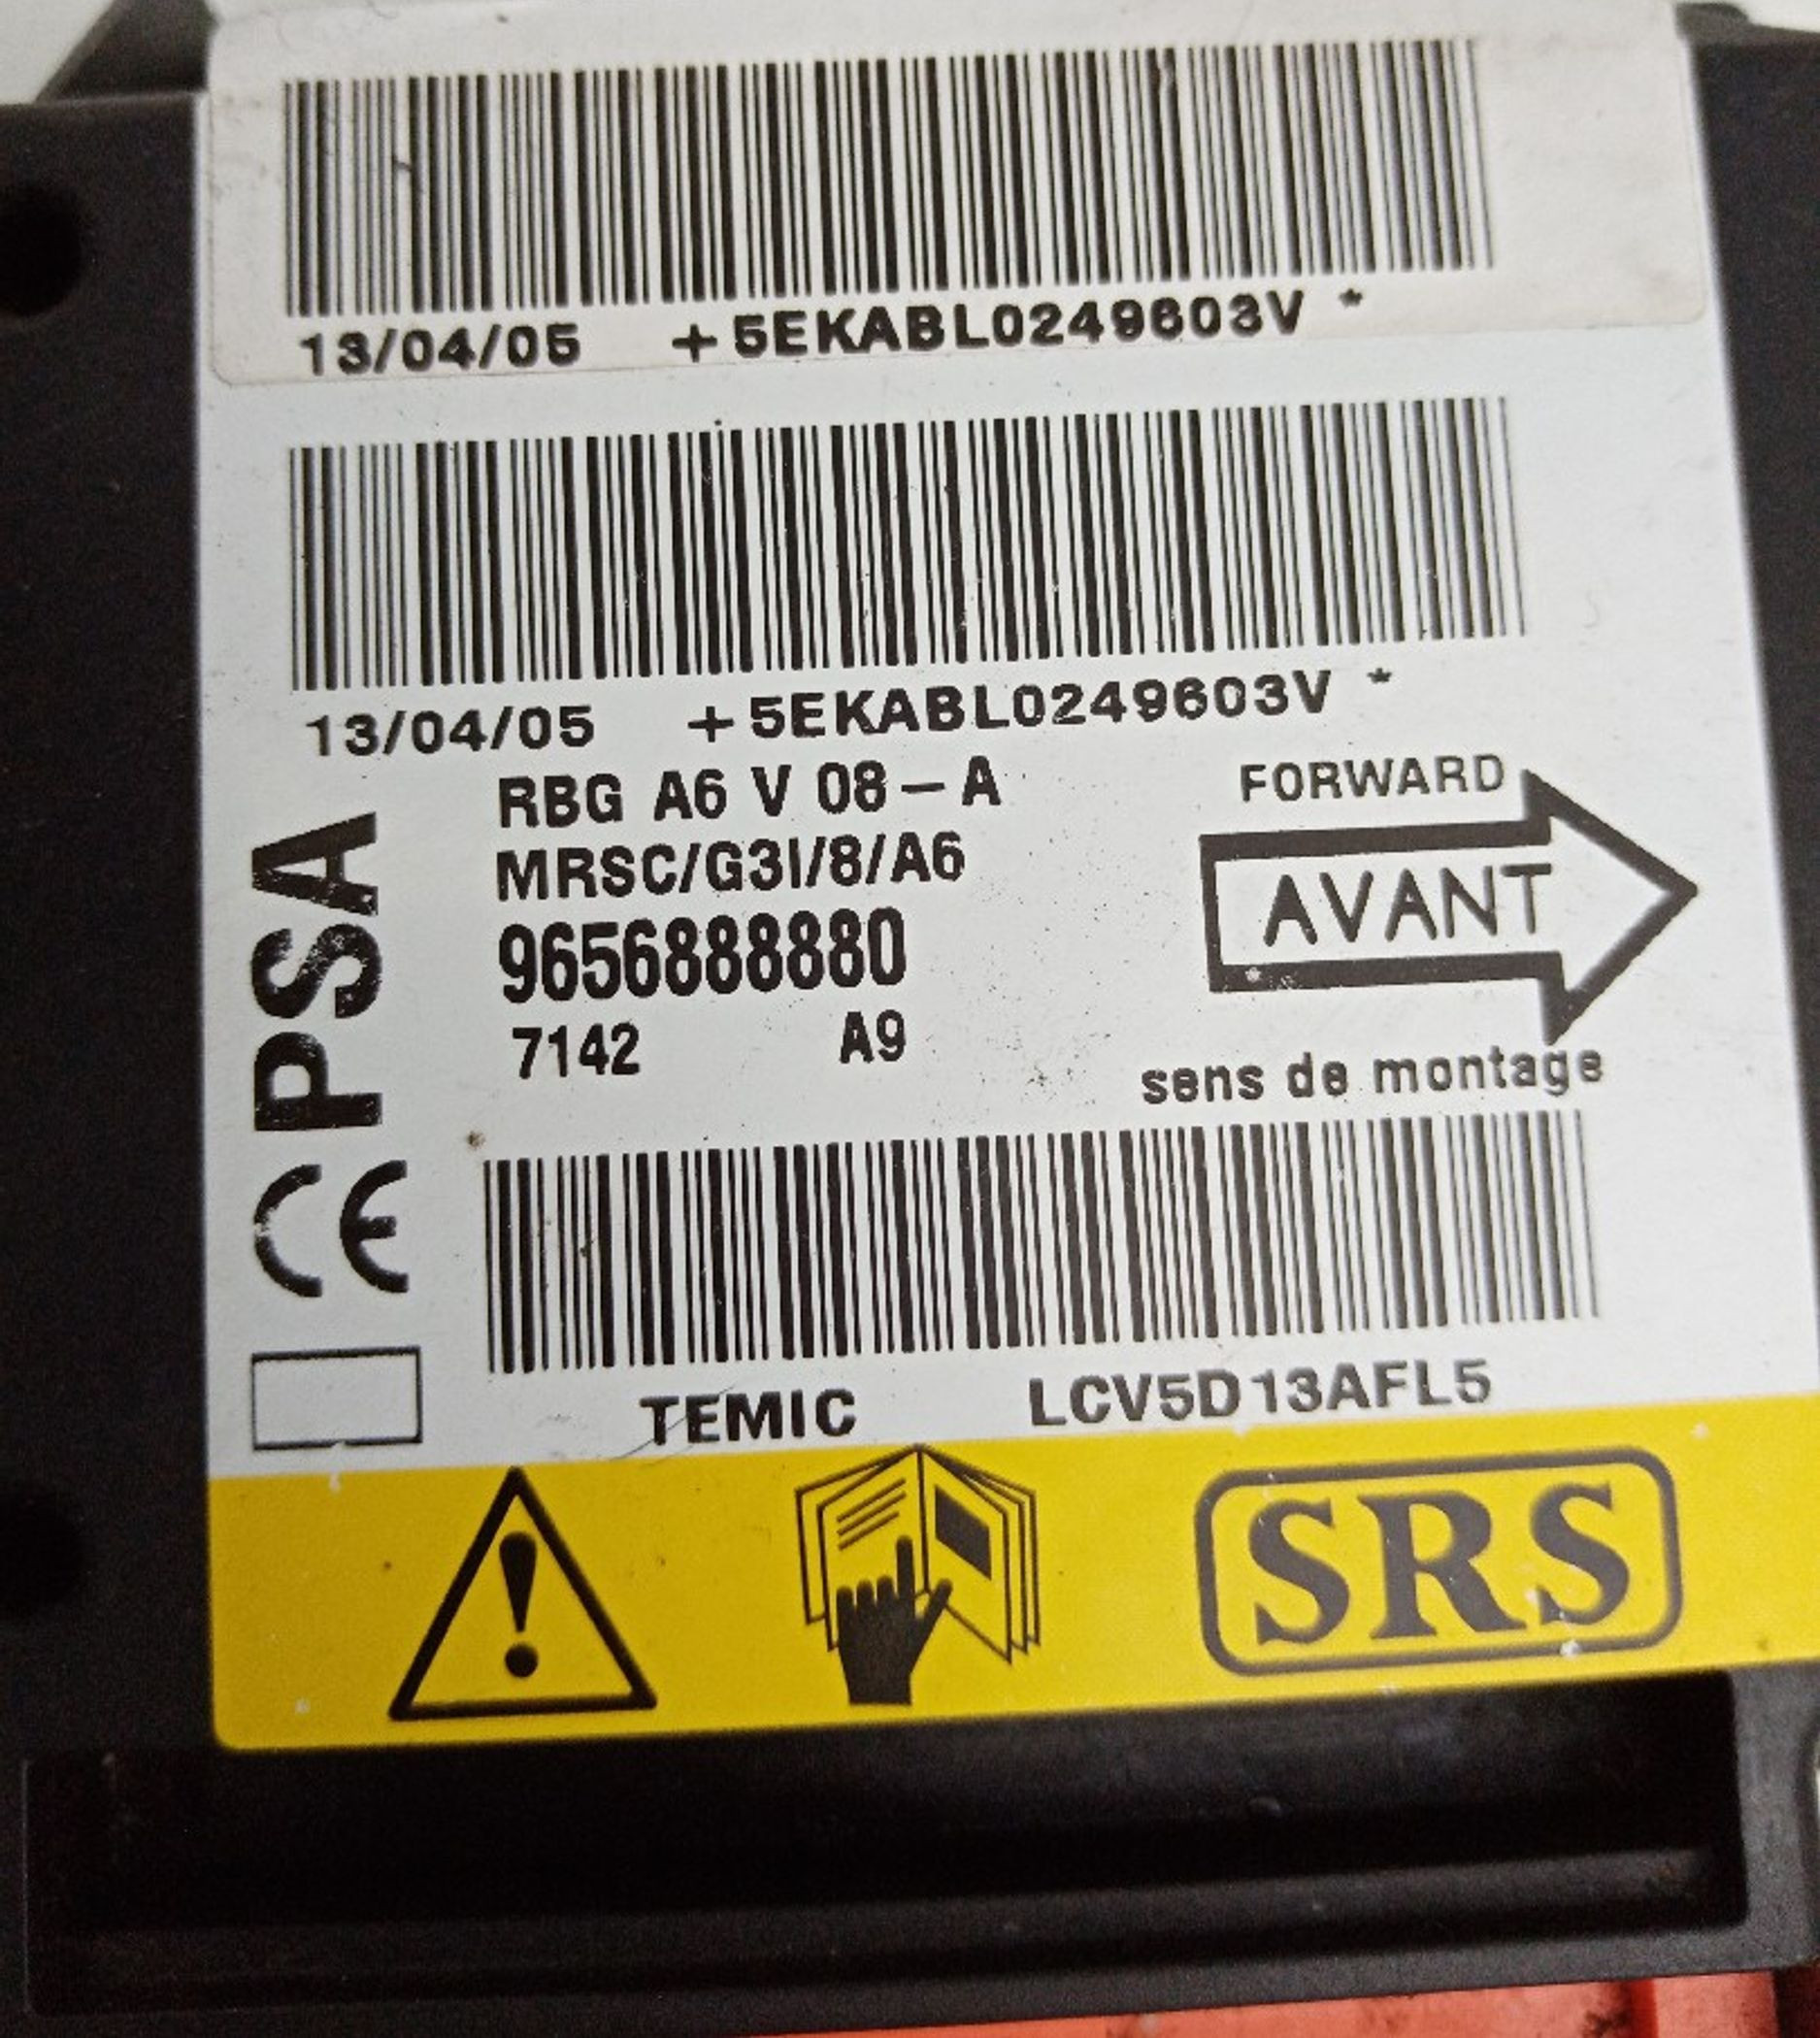 13/04/05 +5EKABL0249603V *
13/04/05 +5EKABL0249603V *
RBG A6 V 08-A
MRSC/G3I/8/A6
9656888880
7142 A9
FORWARD
AVANT
sens de montage
PSA
CE
TEMIC LCV5D13AFL5
SRS